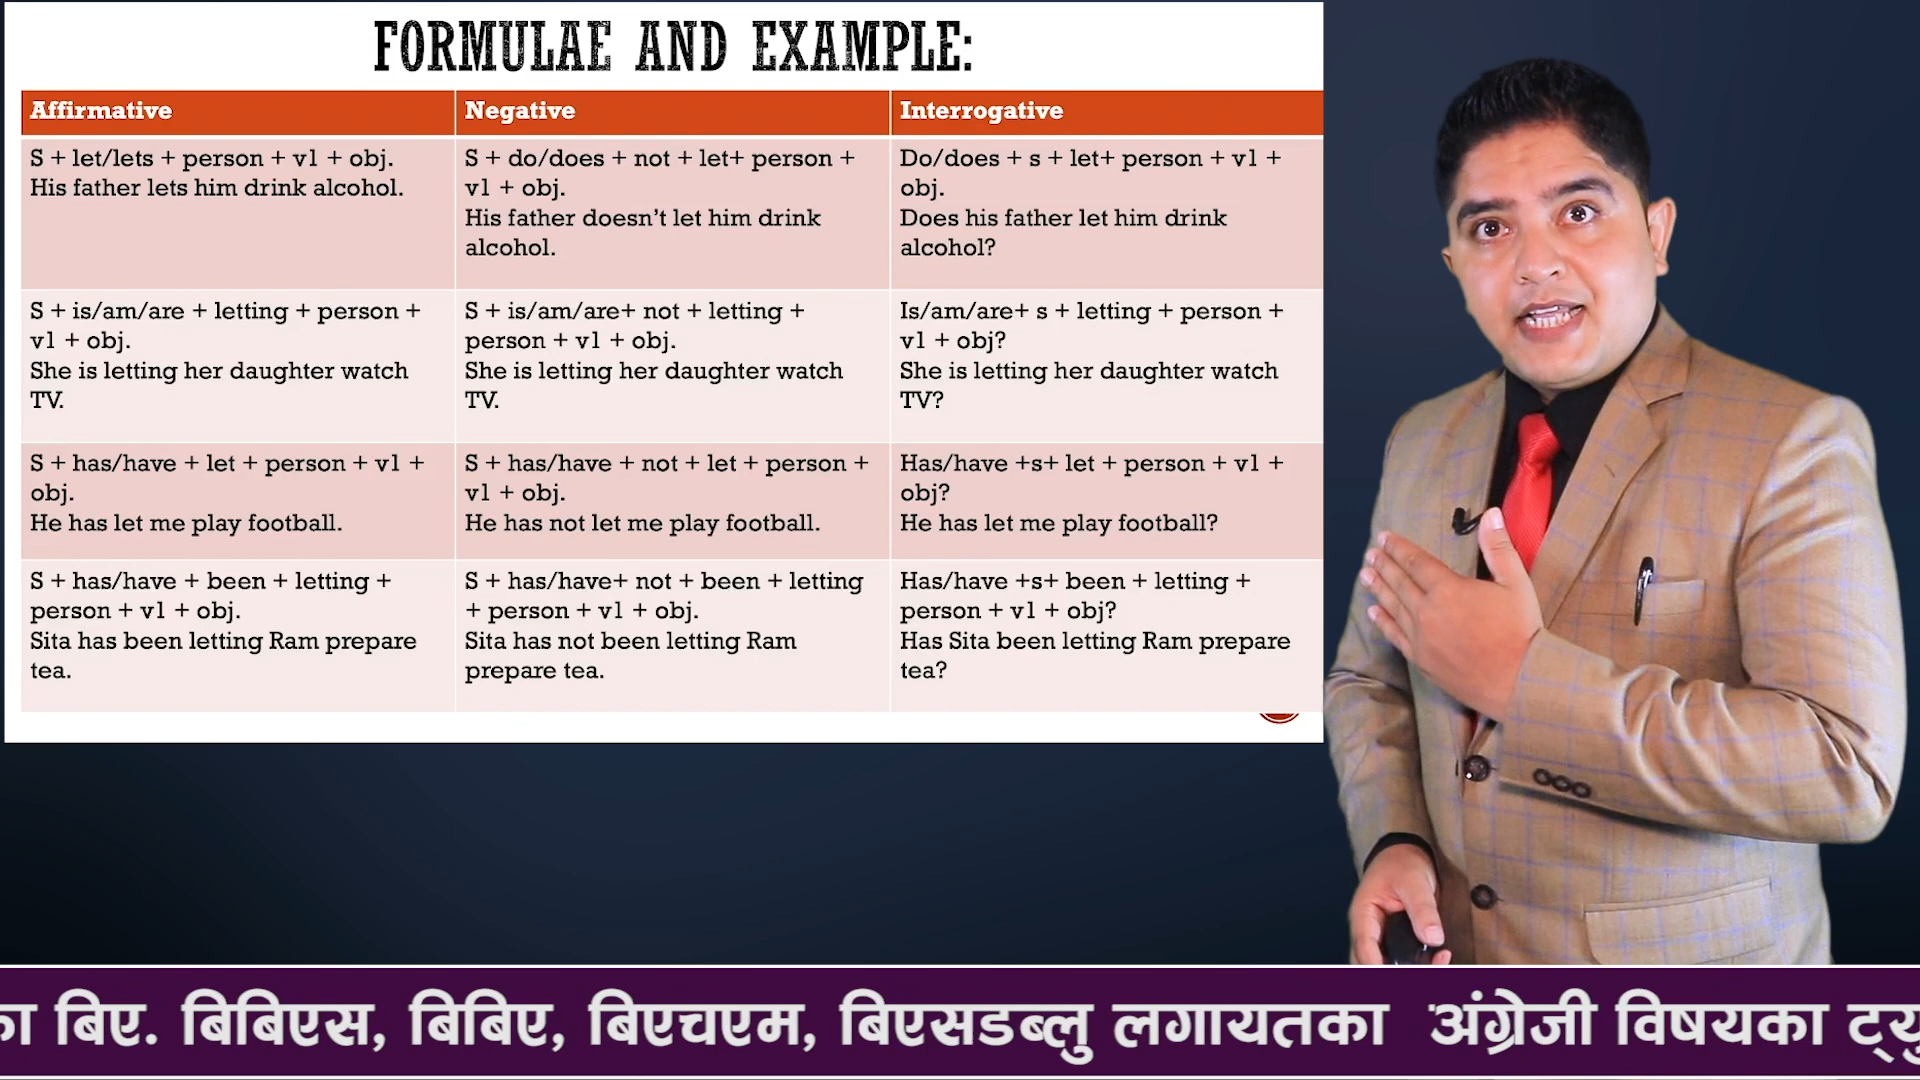 FORMULAE AND EXAMPLE:
Affirmative
Negative
Interrogative
S + let/lets + person + v1 + obj.
His father lets him drink alcohol.
S + do/does + not + let+ person +
v1 + obj.
His father doesn’t let him drink
alcohol.
Do/does + s + let+ person + v1 +
obj.
Does his father let him drink
alcohol?
S + is/am/are + letting + person +
v1 + obj.
She is letting her daughter watch
TV.
S + is/am/are+ not + letting +
person + v1 + obj.
She is letting her daughter watch
TV.
Is/am/are+ s + letting + person +
v1 + obj?
She is letting her daughter watch
TV?
S + has/have + let + person + v1 +
obj.
He has let me play football.
S + has/have + not + let + person +
v1 + obj.
He has not let me play football.
Has/have +s+ let + person + v1 +
obj?
He has let me play football?
S + has/have + been + letting +
person + v1 + obj.
Sita has been letting Ram prepare
tea.
S + has/have+ not + been + letting
+ person + v1 + obj.
Sita has not been letting Ram
prepare tea.
Has/have +s+ been + letting +
person + v1 + obj?
Has Sita been letting Ram prepare
tea?
बिए. बिबिएस, बिबिए, बिएचएम, बिएसडब्लु लगायतका अंग्रेजी विषयका